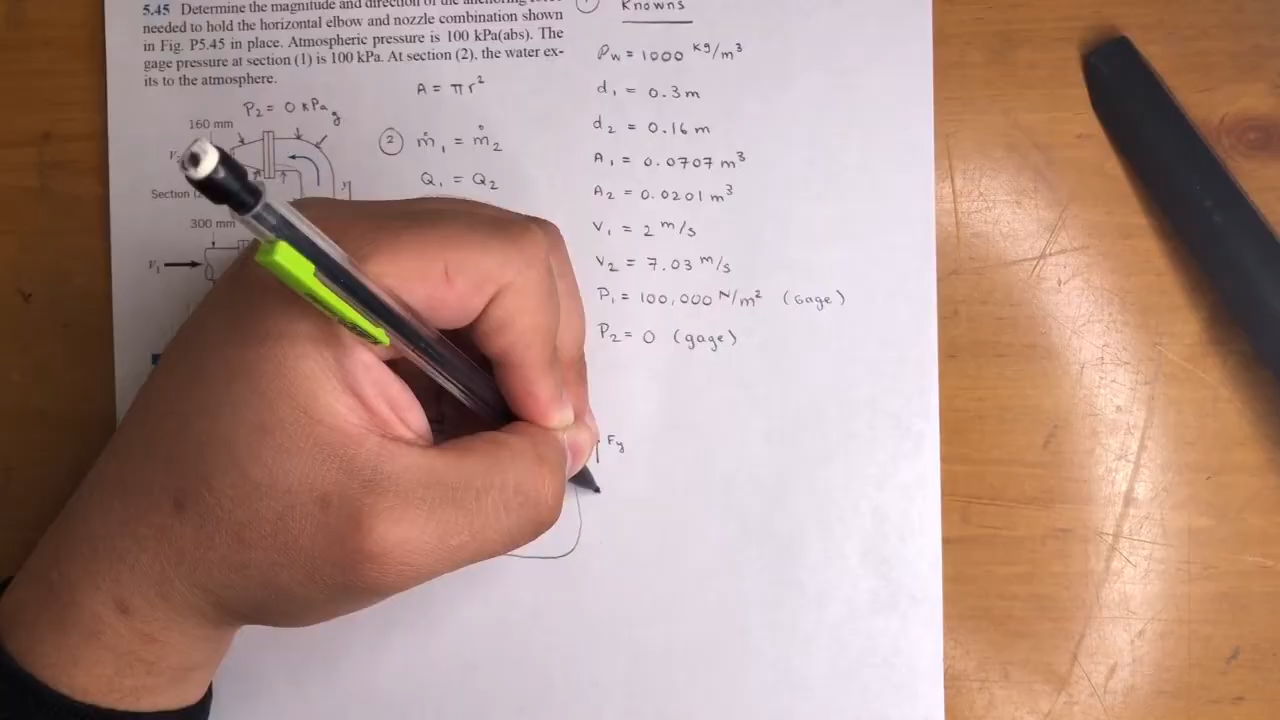 5.45 Determine the magnitude and direction of the anchoring force
needed to hold the horizontal elbow and nozzle combination shown
in Fig. P5.45 in place. Atmospheric pressure is 100 kPa(abs). The
gage pressure at section (1) is 100 kPa. At section (2), the water ex-
its to the atmosphere.
P₂ = 0 kPag
160 mm
Section
300 mm
V₁
y
A = πr²
② ṁ₁ = ṁ₂
Q₁ = Q₂
Knowns
ρw = 1000 kg/m³
d₁ = 0.3m
d₂ = 0.16m
A₁ = 0.0707 m³
A₂ = 0.0201 m³
V₁ = 2 m/s
V₂ = 7.03 m/s
P₁ = 100,000 N/m² (Gage)
P₂ = 0 (gage)
Fy